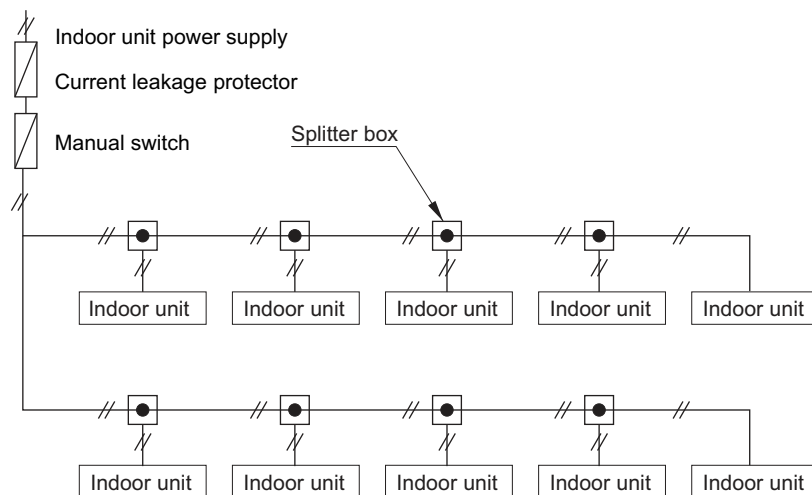 Indoor unit power supply
Current leakage protector
Manual switch
Splitter box
Indoor unit Indoor unit Indoor unit Indoor unit Indoor unit
Indoor unit Indoor unit Indoor unit Indoor unit Indoor unit